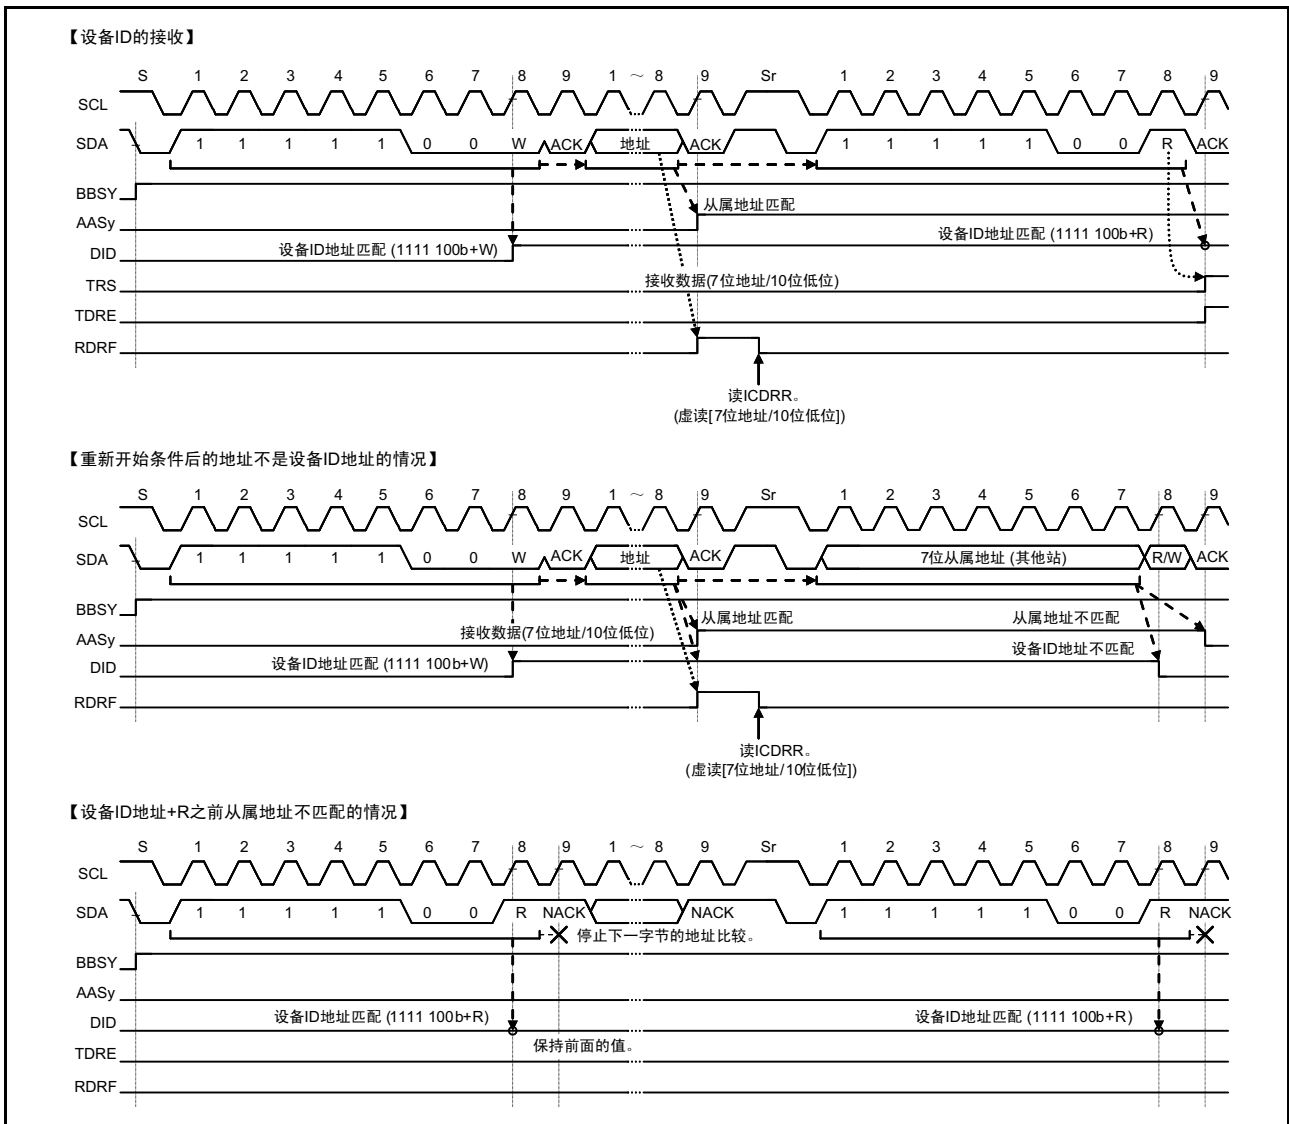 【设备ID的接收】
S 1 2 3 4 5 6 7 8 9 1 ～ 8 9 Sr 1 2 3 4 5 6 7 8 9
SCL
SDA 1 1 1 1 1 0 0 W ACK 地址 ACK 1 1 1 1 1 0 0 R ACK
BBSY
从属地址匹配
AASy
设备ID地址匹配 (1111 100b+R)
DID 设备ID地址匹配 (1111 100b+W)
接收数据(7位地址/10位低位)
TRS
TDRE
RDRF
读ICDRR。
(虚读[7位地址/10位低位])
【重新开始条件后的地址不是设备ID地址的情况】
S 1 2 3 4 5 6 7 8 9 1 ～ 8 9 Sr 1 2 3 4 5 6 7 8 9
SCL
SDA 1 1 1 1 1 0 0 W ACK 地址 ACK 7位从属地址 (其他站) R/W ACK
BBSY
从属地址匹配 从属地址不匹配
接收数据(7位地址/10位低位)
AASy
设备ID地址不匹配
DID 设备ID地址匹配 (1111 100b+W)
RDRF
读ICDRR。
(虚读[7位地址/10位低位])
【设备ID地址+R之前从属地址不匹配的情况】
S 1 2 3 4 5 6 7 8 9 1 ～ 8 9 Sr 1 2 3 4 5 6 7 8 9
SCL
SDA 1 1 1 1 1 0 0 R NACK NACK 1 1 1 1 1 0 0 R NACK
停止下一字节的地址比较。
BBSY
AASy
设备ID地址匹配 (1111 100b+R) 设备ID地址匹配 (1111 100b+R)
DID
保持前面的值。
TDRE
RDRF